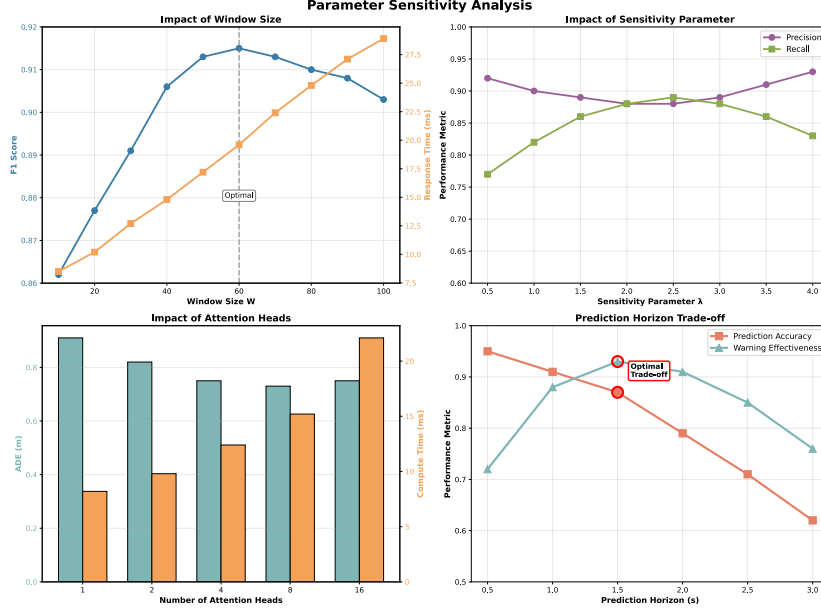 Parameter Sensitivity Analysis
Impact of Window Size
0.92
0.91
0.90
0.89
0.88
0.87
0.86
F1 Score
27.5
25.0
22.5
20.0
17.5
15.0
12.5
10.0
7.5
Response Time (ms)
Optimal
20 40 60 80 100
Window Size W
Impact of Sensitivity Parameter
Precision
Recall
1.00
0.95
0.90
0.85
0.80
0.75
0.70
0.65
0.60
Performance Metric
0.5 1.0 1.5 2.0 2.5 3.0 3.5 4.0
Sensitivity Parameter λ
Impact of Attention Heads
0.8
0.6
0.4
0.2
0.0
ADE (m)
20
15
10
5
0
Compute Time (ms)
1 2 4 8 16
Number of Attention Heads
Prediction Horizon Trade-off
Prediction Accuracy
Warning Effectiveness
Optimal
Trade-off
1.0
0.9
0.8
0.7
0.6
0.5
Performance Metric
0.5 1.0 1.5 2.0 2.5 3.0
Prediction Horizon (s)